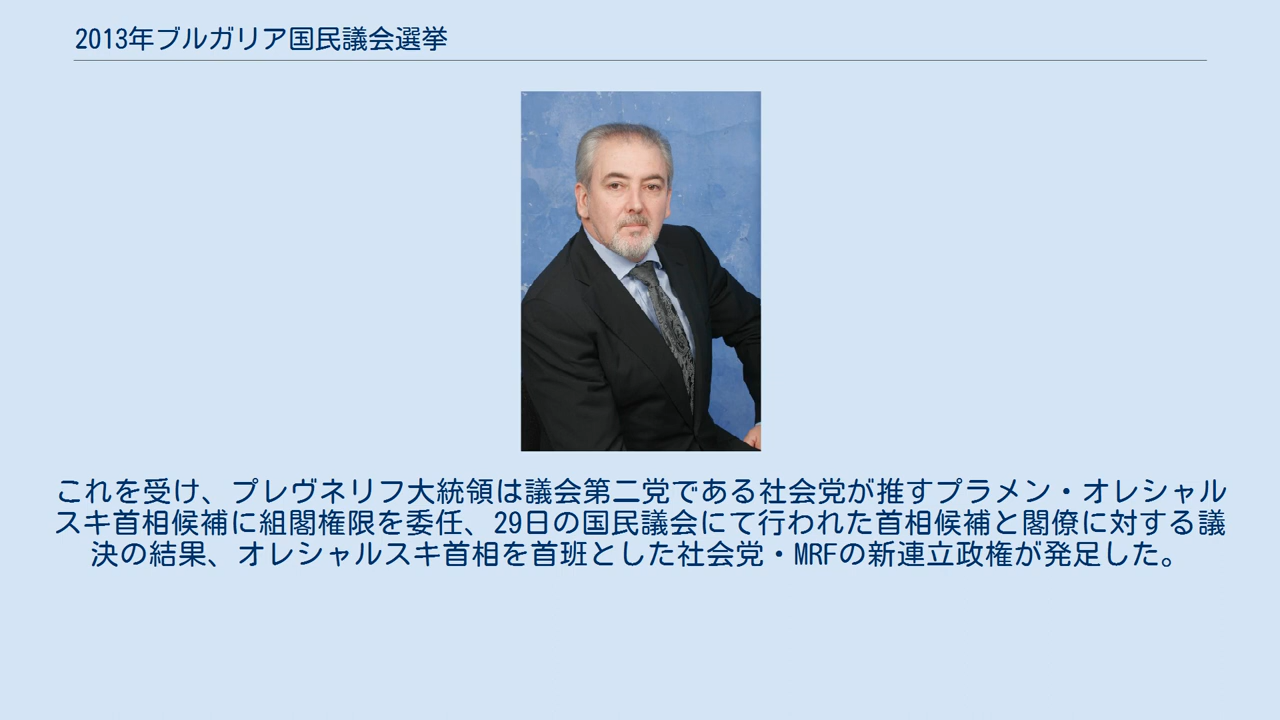 2013年ブルガリア国民議会選挙
これを受け、プレヴネリフ大統領は議会第二党である社会党が推すプラメン・オレシャル
スキ首相候補に組閣権限を委任、29日の国民議会にて行われた首相候補と閣僚に対する議
決の結果、オレシャルスキ首相を首班とした社会党・MRFの新連立政権が発足した。